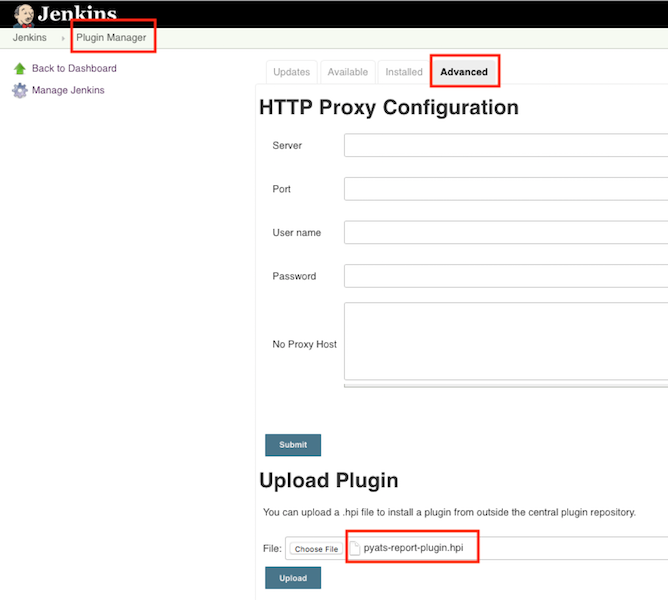 Jenkins
Jenkins Plugin Manager
Back to Dashboard
Manage Jenkins
Updates Available Installed Advanced
HTTP Proxy Configuration
Server
Port
User name
Password
No Proxy Host
Submit
Upload Plugin
You can upload a .hpi file to install a plugin from outside the central plugin repository.
File: Choose File pyats-report-plugin.hpi
Upload